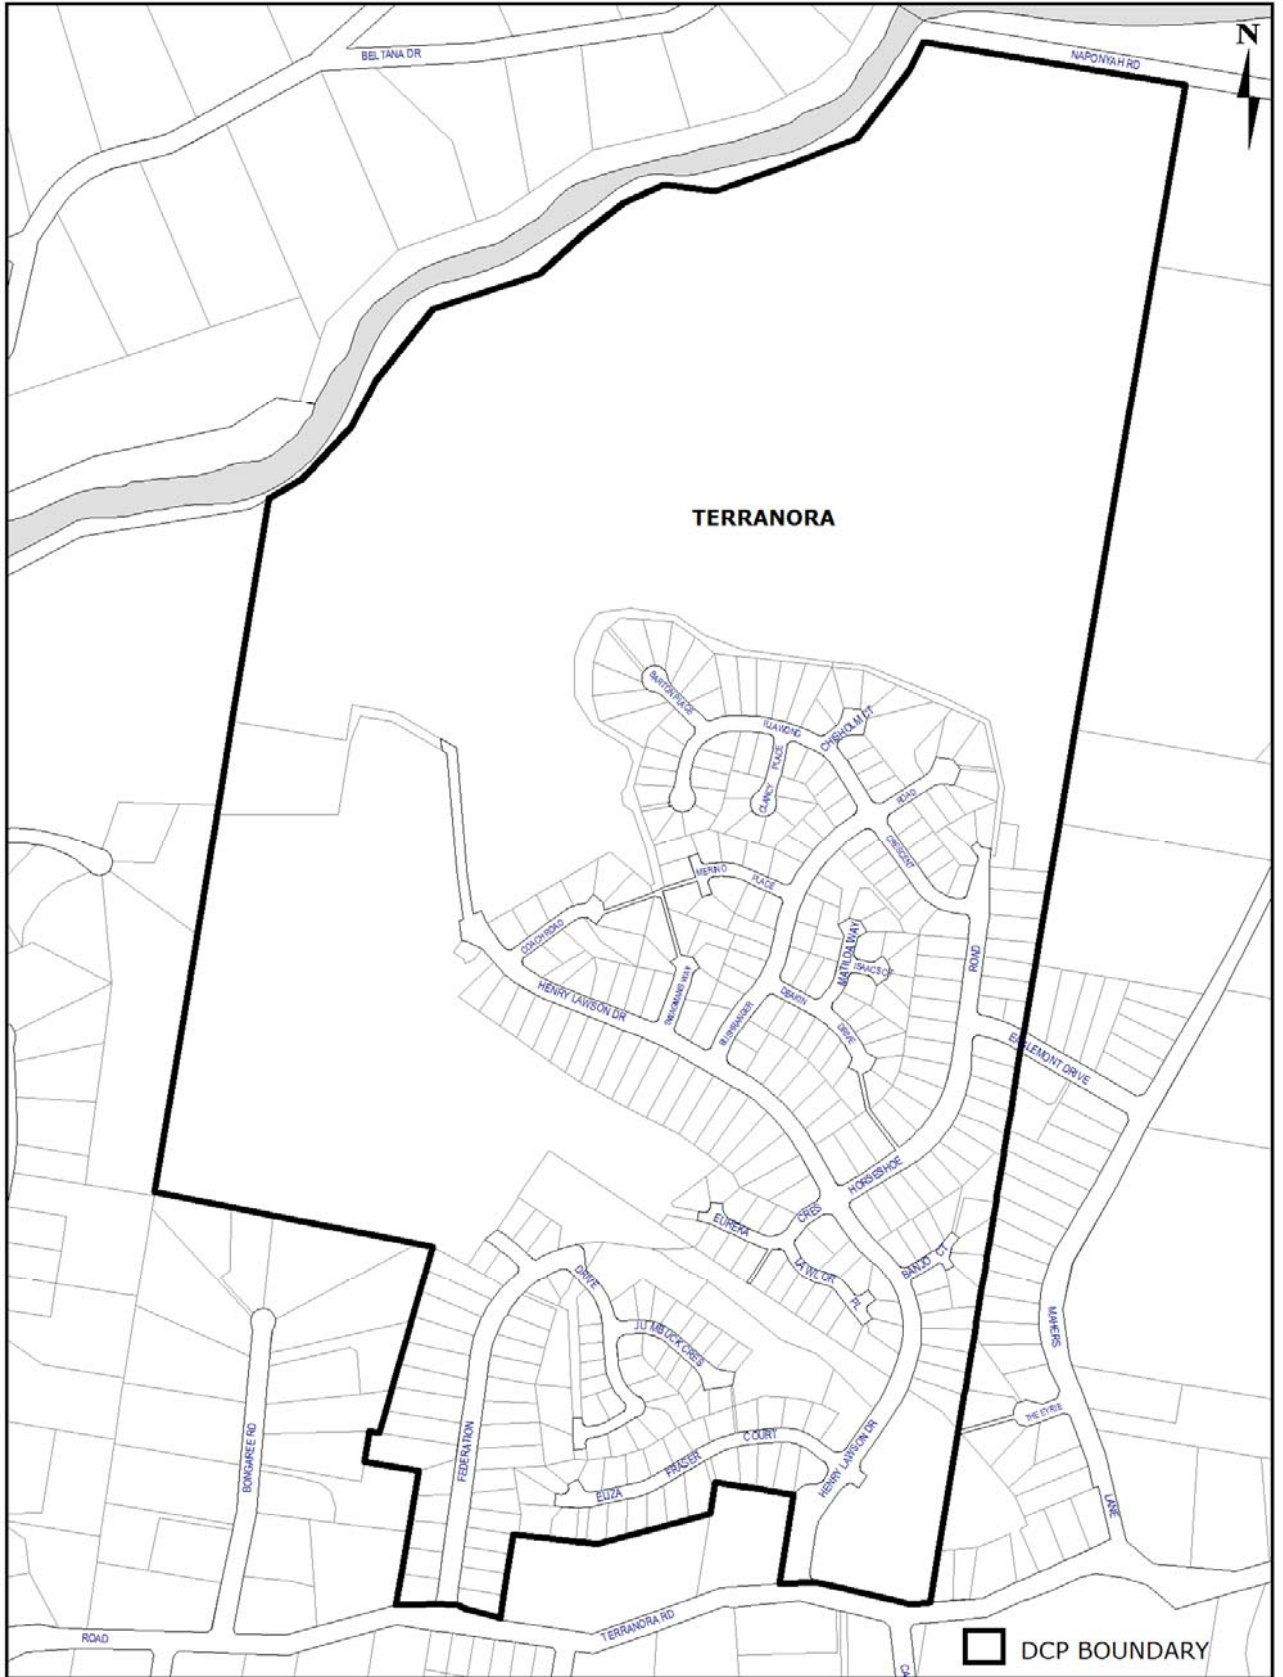 N
BELTANA DR
NAPONYAH RD
TERRANORA
BARTON PLACE
ILLAWONG
CHISHOLM CT
CLANCY PLACE
ROAD
CRESCENT
MERINO PLACE
COACH ROAD
MATILDA WAY
ISAACS CT
ROAD
HENRY LAWSON DR
SWAGMANS WAY
BUSHRANGER
DEAKIN DRIVE
EAGLEMONT DRIVE
HORSESHOE
EUREKA CRES
LAWLOR PL
BANJO CT
DRIVE
JUMBUCK CRES
MAHERS
THE EYRIE
FEDERATION
BONGAREE RD
COURT
FRASER
ELIZA
HENRY LAWSON DR
LANE
TERRANORA RD
ROAD
CA
DCP BOUNDARY